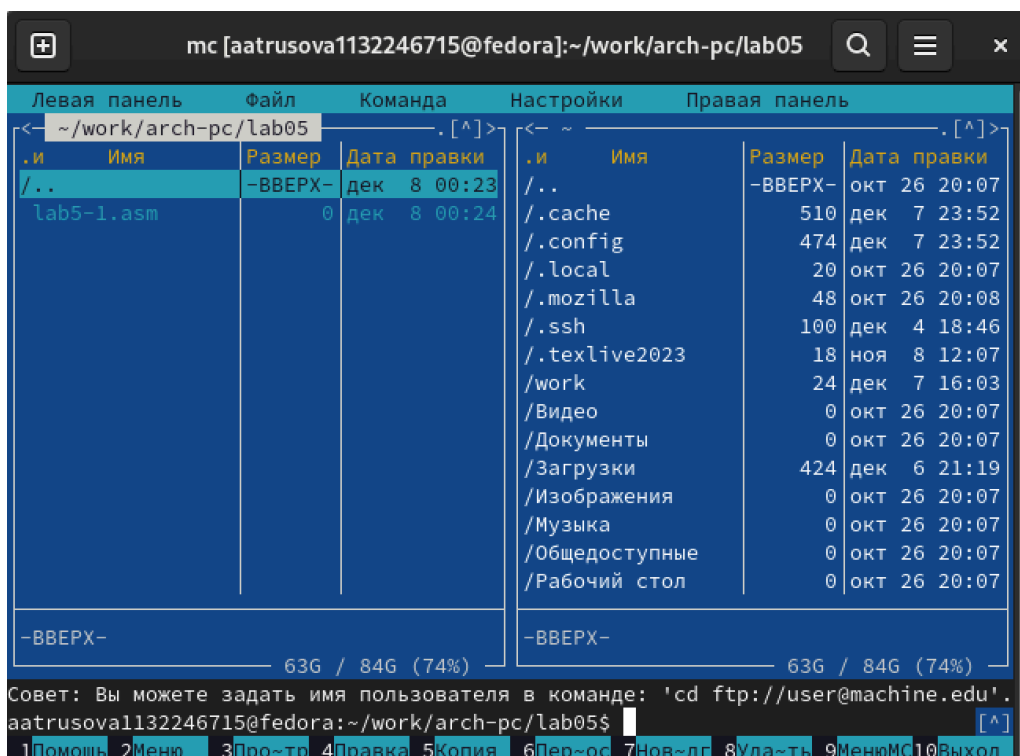 mc [aatrusova1132246715@fedora]:~/work/arch-pc/lab05
Левая панель Файл Команда Настройки Правая панель
<- ~/work/arch-pc/lab05 .[^]> <- ~ .[^]>
.и Имя Размер Дата правки .и Имя Размер Дата правки
/.. -ВВЕРХ- дек 8 00:23 /.. -ВВЕРХ- окт 26 20:07
lab5-1.asm 0 дек 8 00:24 /.cache 510 дек 7 23:52
/.config 474 дек 7 23:52
/.local 20 окт 26 20:07
/.mozilla 48 окт 26 20:08
/.ssh 100 дек 4 18:46
/.texlive2023 18 ноя 8 12:07
/work 24 дек 7 16:03
/Видео 0 окт 26 20:07
/Документы 0 окт 26 20:07
/Загрузки 424 дек 6 21:19
/Изображения 0 окт 26 20:07
/Музыка 0 окт 26 20:07
/Общедоступные 0 окт 26 20:07
/Рабочий стол 0 окт 26 20:07
-ВВЕРХ- -ВВЕРХ-
63G / 84G (74%) 63G / 84G (74%)
Совет: Вы можете задать имя пользователя в команде: 'cd ftp://user@machine.edu'.
aatrusova1132246715@fedora:~/work/arch-pc/lab05$ [^]
1Помощь 2Меню 3Про~тр 4Правка 5Копия 6Пер~ос 7Нов~лг 8Уда~ть 9МенюMC 10Выход